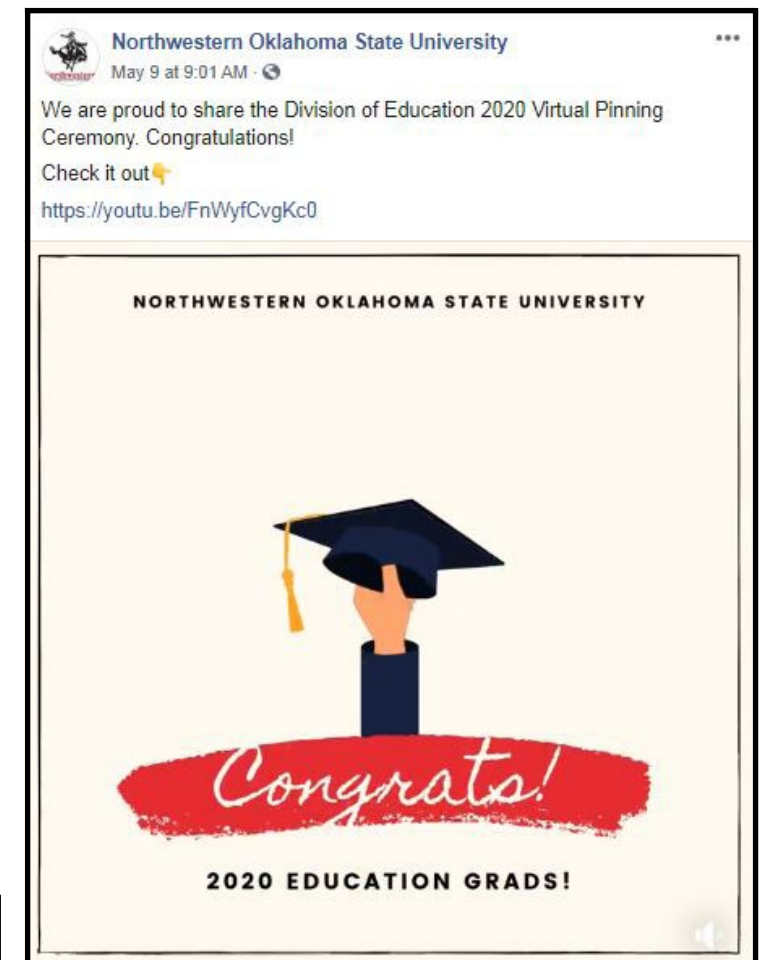 Northwestern Oklahoma State University
May 9 at 9:01 AM ·
We are proud to share the Division of Education 2020 Virtual Pinning
Ceremony. Congratulations!
Check it out👇
https://youtu.be/FnWyfCvgKc0
NORTHWESTERN OKLAHOMA STATE UNIVERSITY
Congrats!
2020 EDUCATION GRADS!